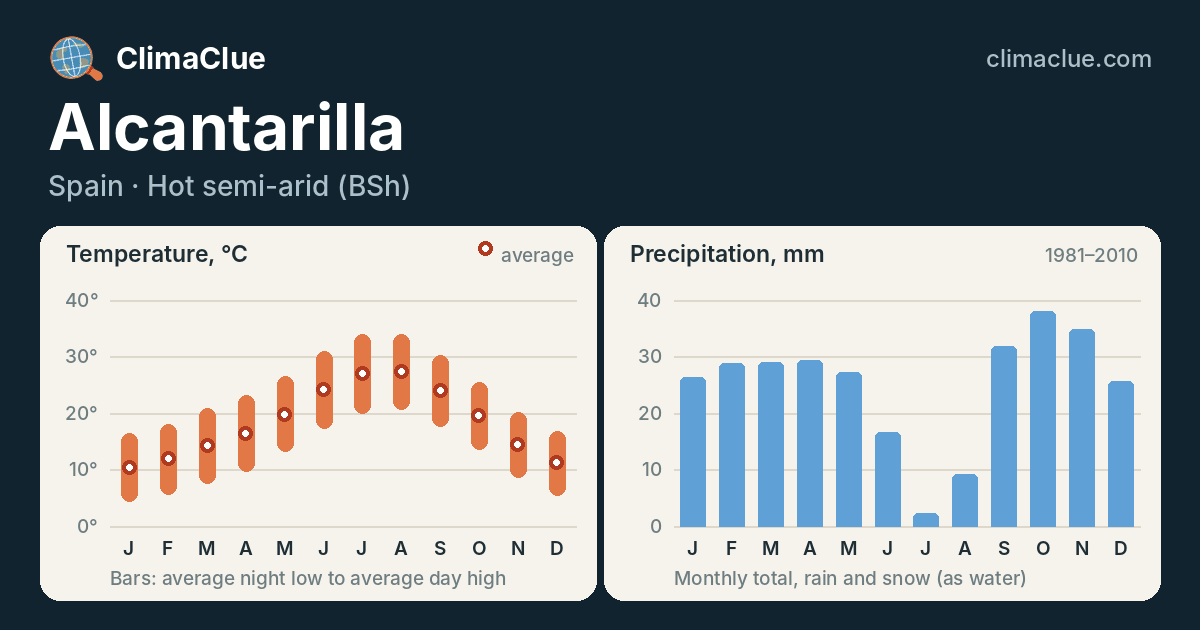 ClimaClue
climaclue.com
Alcantarilla
Spain · Hot semi-arid (BSh)
Temperature, °C
average
40°
30°
20°
10°
0°
J F M A M J J A S O N D
Bars: average night low to average day high
Precipitation, mm
1981–2010
40
30
20
10
0
J F M A M J J A S O N D
Monthly total, rain and snow (as water)